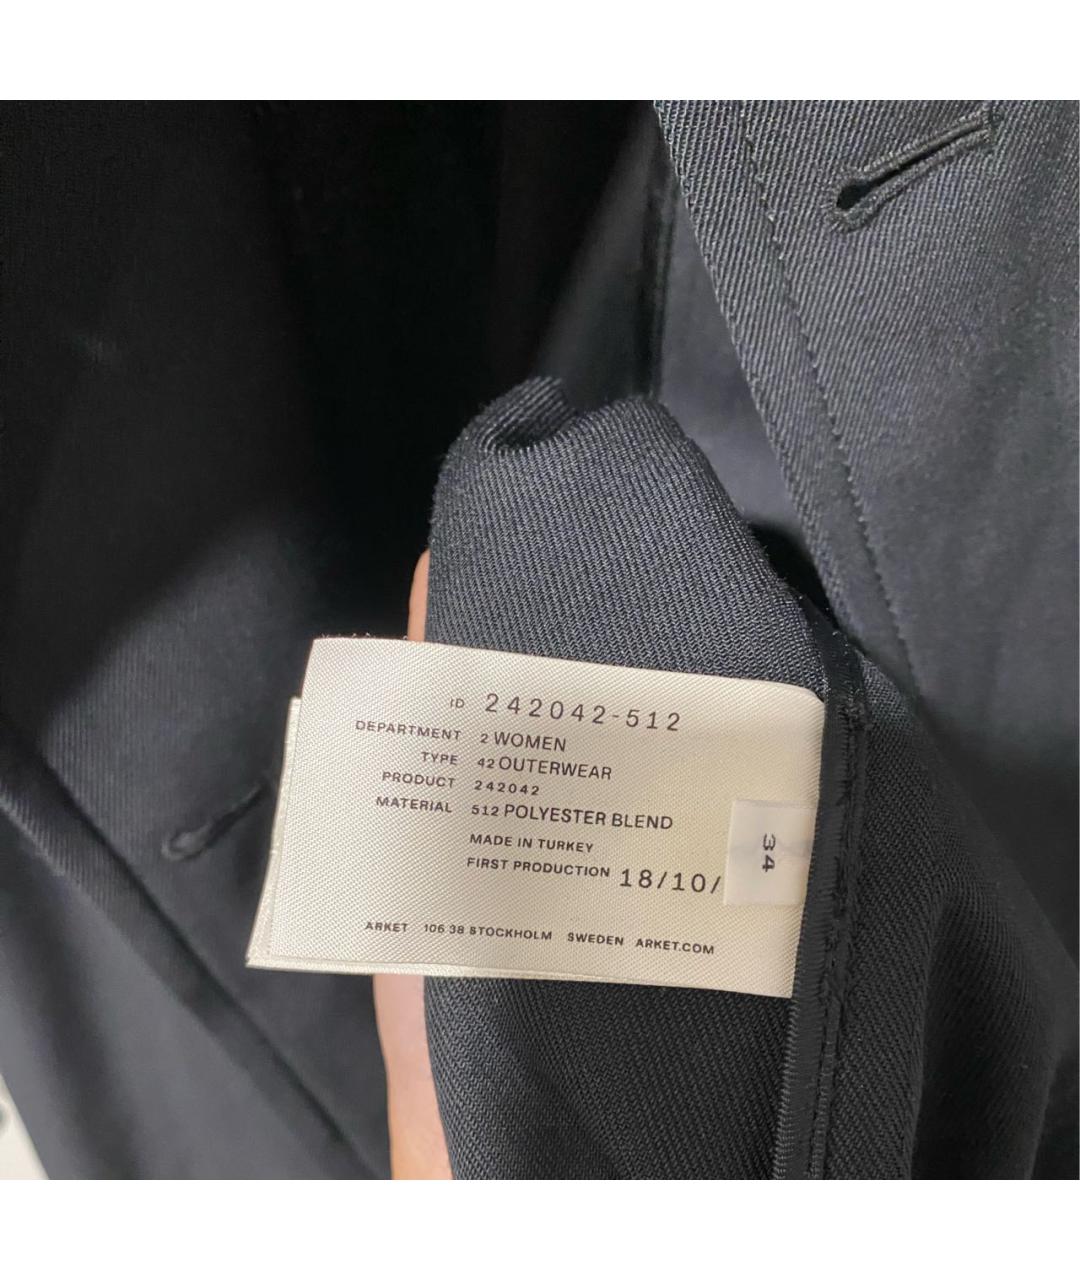 ID 242042-512
DEPARTMENT 2 WOMEN
TYPE 42 OUTERWEAR
PRODUCT 242042
MATERIAL 512 POLYESTER BLEND
MADE IN TURKEY
FIRST PRODUCTION 18/10/
34
ARKET 106 38 STOCKHOLM SWEDEN ARKET.COM